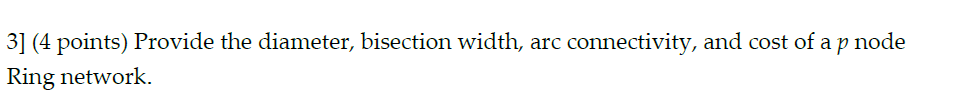 3] (4 points) Provide the diameter, bisection width, arc connectivity, and cost of a p node
Ring network.